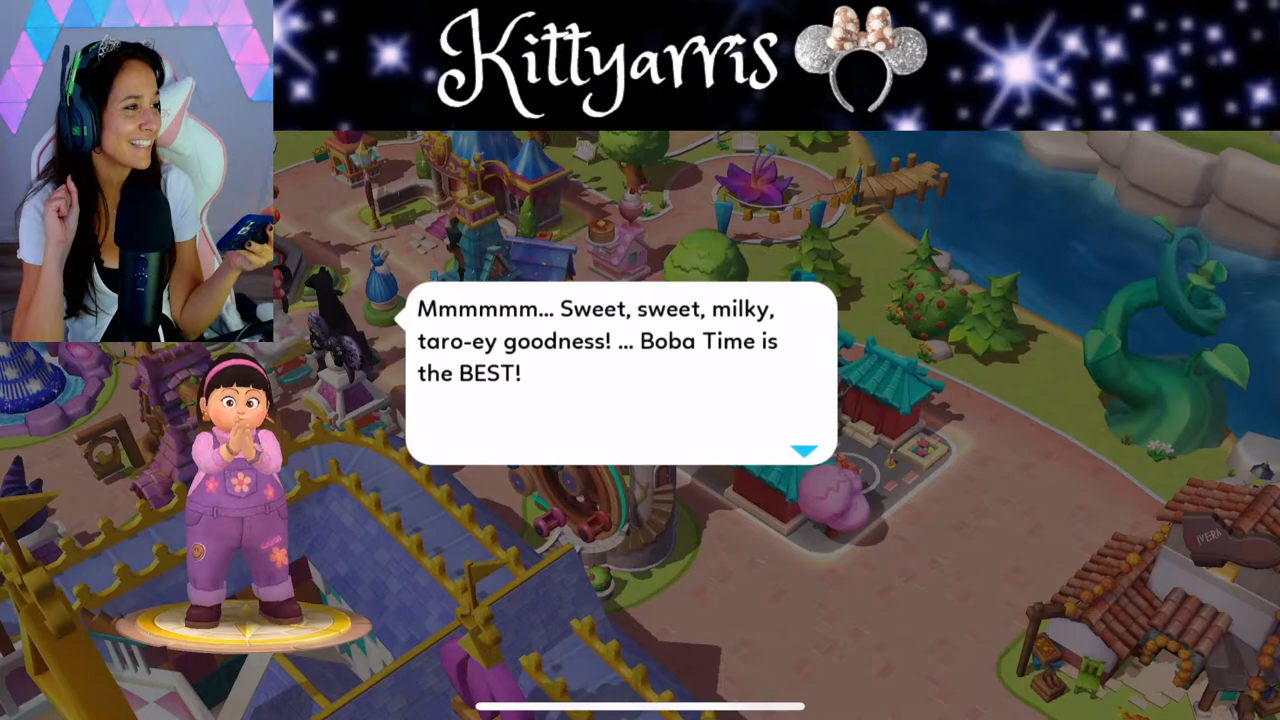 Kittyarris
Mmmmmm... Sweet, sweet, milky,
taro-ey goodness! ... Boba Time is
the BEST!